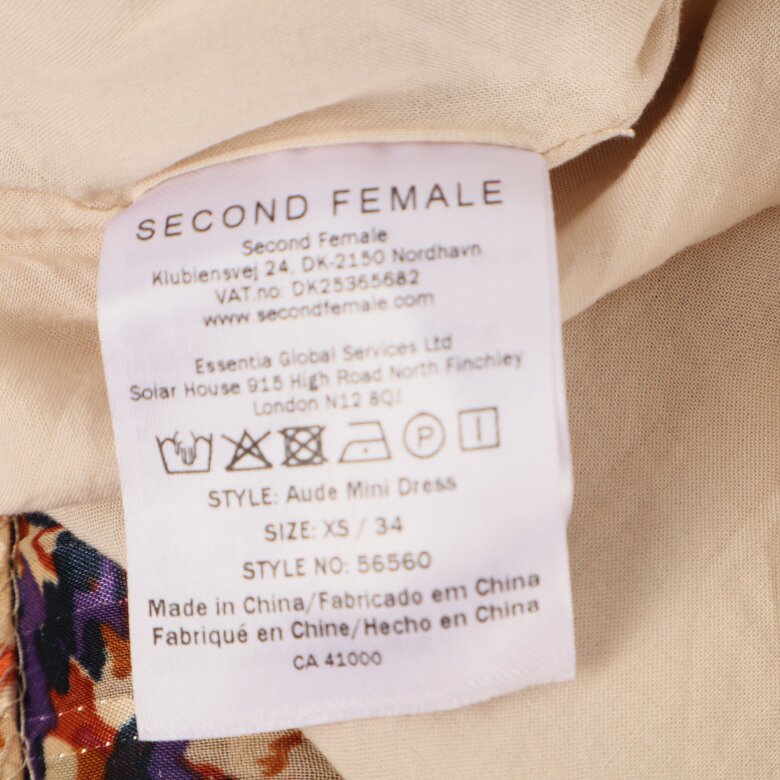 SECOND FEMALE
Second Female
Klubiensvej 24, DK-2150 Nordhavn
VAT.no: DK25365682
www.secondfemale.com
Essentia Global Services Ltd
Solar House 915 High Road North Finchley
London N12 8QJ
P
STYLE: Aude Mini Dress
SIZE: XS / 34
STYLE NO: 56560
Made in China/Fabricado em China
Fabriqué en Chine/Hecho en China
CA 41000